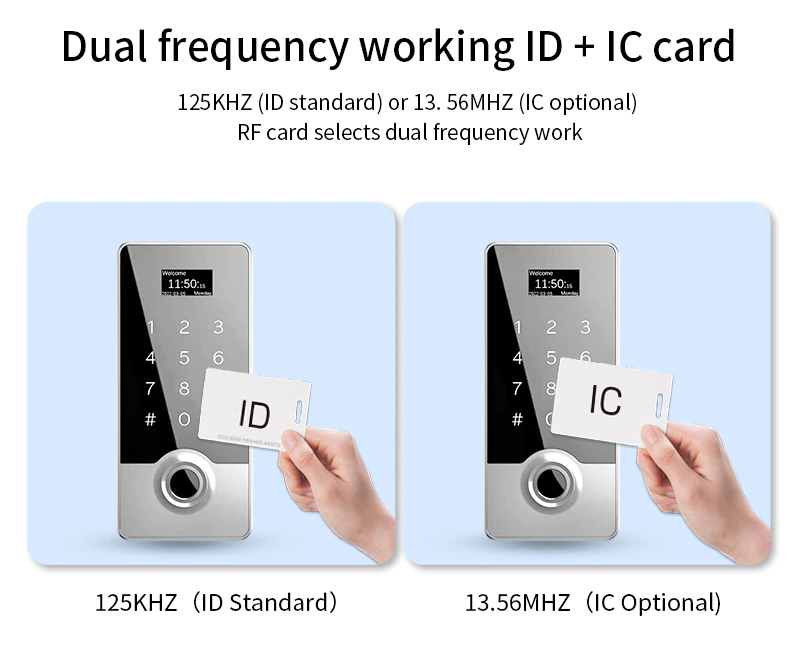 Dual frequency working ID + IC card
125KHZ (ID standard) or 13. 56MHZ (IC optional)
RF card selects dual frequency work
Welcome
11:50:15
2022-03-05 Monday
1 2 3
4 5 6
7 8
# 0
ID
Welcome
11:50:15
2022-03-05 Monday
1 2 3
4 5 6
7 8
# 0
IC
125KHZ（ID Standard）
13.56MHZ（IC Optional)